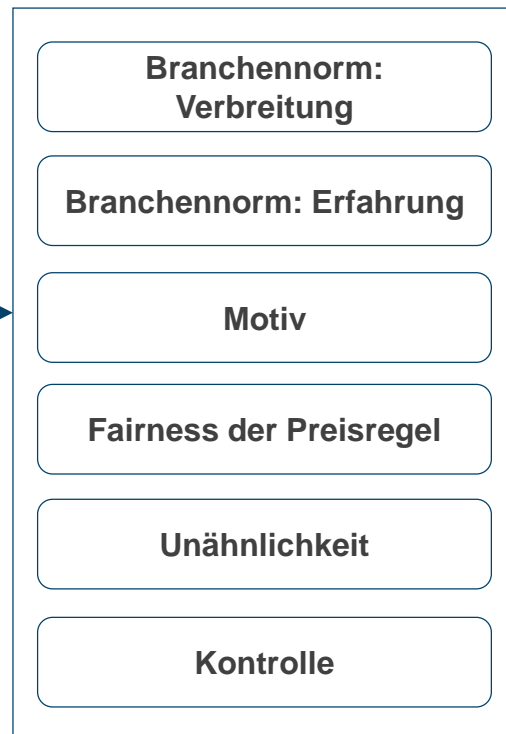 Branchennorm:
Verbreitung
Branchennorm: Erfahrung
Motiv
Fairness der Preisregel
Unähnlichkeit
Kontrolle